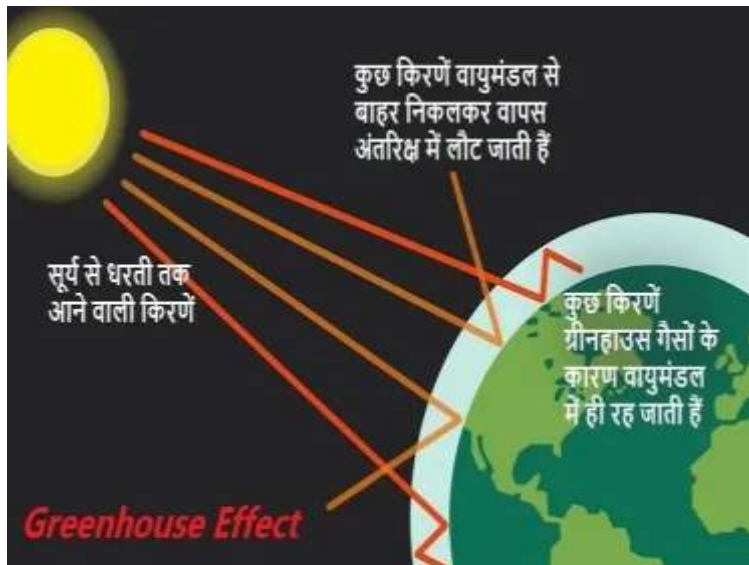 कुछ किरणें वायुमंडल से
बाहर निकलकर वापस
अंतरिक्ष में लौट जाती हैं
सूर्य से धरती तक
आने वाली किरणें
कुछ किरणें
ग्रीनहाउस गैसों के
कारण वायुमंडल
में ही रह जाती हैं
Greenhouse Effect